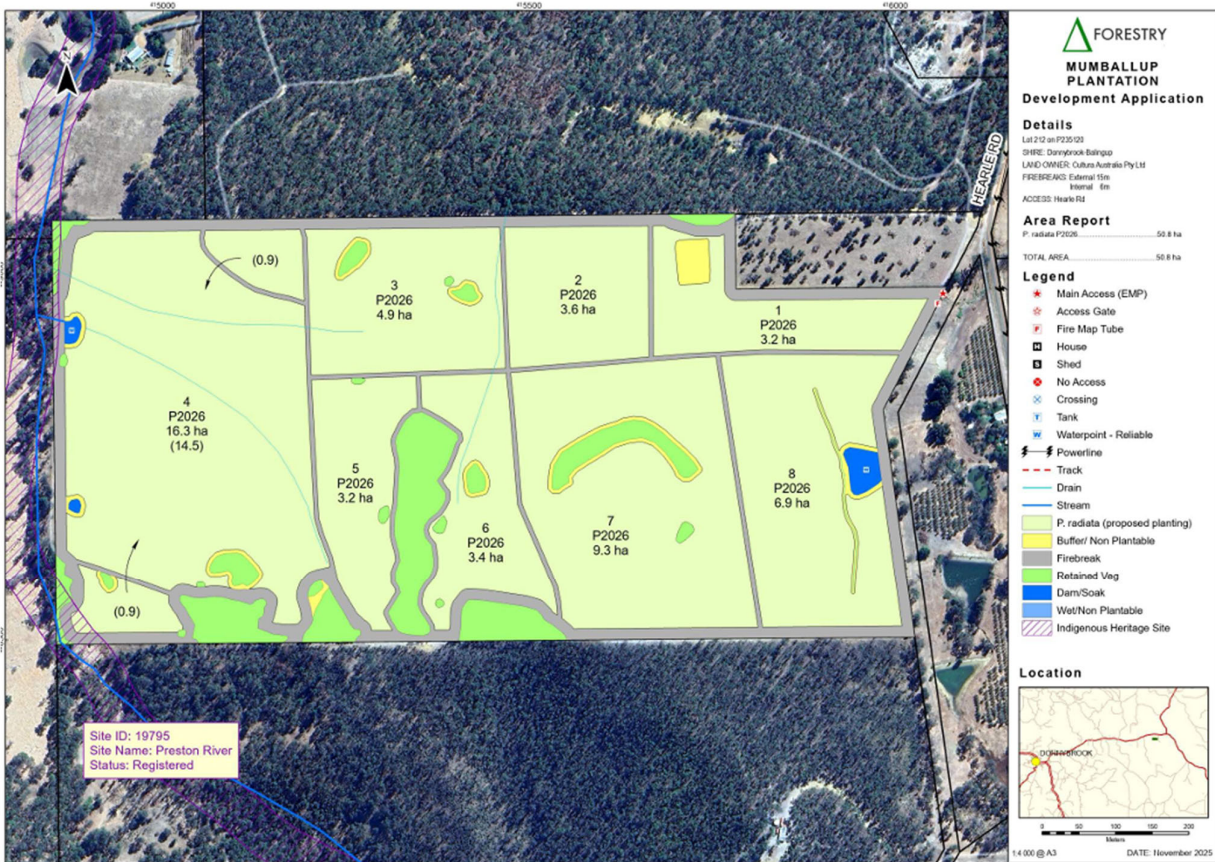 415000
415500
416000
HEARLE RD
(0.9)
3
P2026
4.9 ha
2
P2026
3.6 ha
1
P2026
3.2 ha
4
P2026
16.3 ha
(14.5)
5
P2026
3.2 ha
6
P2026
3.4 ha
7
P2026
9.3 ha
8
P2026
6.9 ha
(0.9)
Site ID: 19795
Site Name: Preston River
Status: Registered
FORESTRY
MUMBALLUP
PLANTATION
Development Application
Details
Lot 212 on P235120
SHIRE: Donnybrook-Balingup
LAND OWNER: Cultura Australia Pty Ltd
FIREBREAKS: External 15m
Internal 6m
ACCESS: Hearle Rd
Area Report
P. radiata P2026 50.8 ha
TOTAL AREA 50.8 ha
Legend
Main Access (EMP)
Access Gate
F Fire Map Tube
H House
S Shed
No Access
Crossing
T Tank
W Waterpoint - Reliable
Powerline
Track
Drain
Stream
P. radiata (proposed planting)
Buffer/ Non Plantable
Firebreak
Retained Veg
Dam/Soak
Wet/Non Plantable
Indigenous Heritage Site
Location
DONNYBROOK
0 50 100 150 200
Meters
1:4 000 @ A3
DATE: November 2025